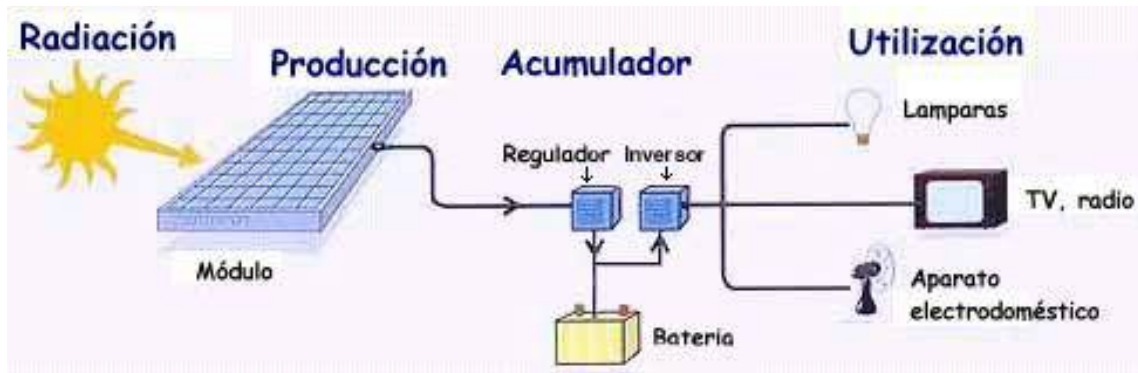 Radiación
Producción
Acumulador
Utilización
Lamparas
Regulador
Inversor
TV, radio
Módulo
Aparato
electrodoméstico
Bateria